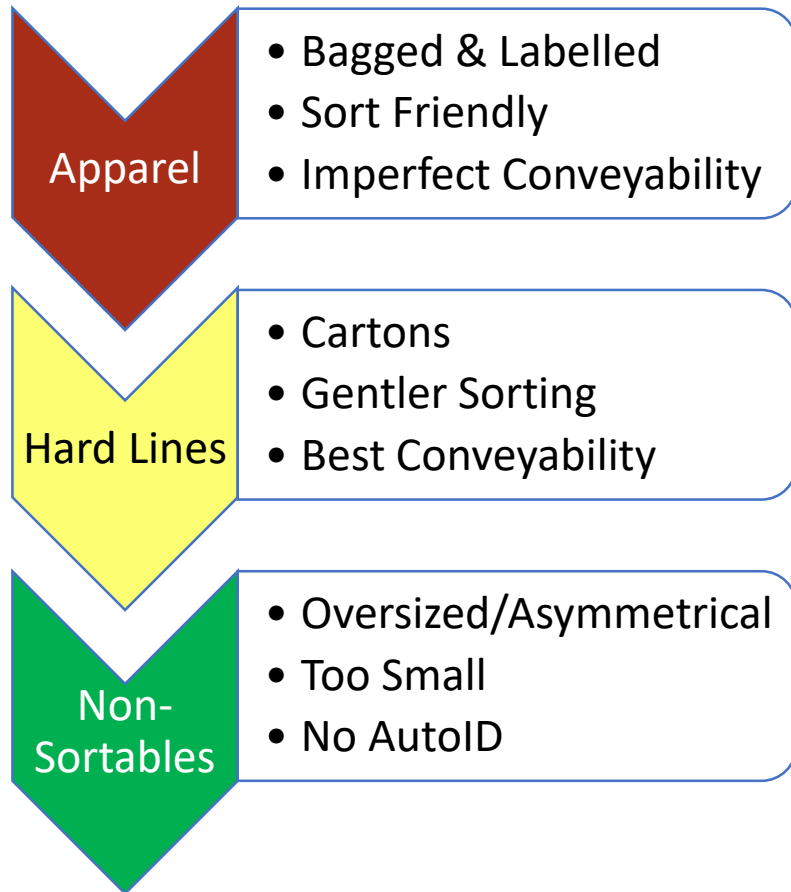 Apparel
• Bagged & Labelled
• Sort Friendly
• Imperfect Conveyability
Hard Lines
• Cartons
• Gentler Sorting
• Best Conveyability
Non-
Sortables
• Oversized/Asymmetrical
• Too Small
• No AutoID